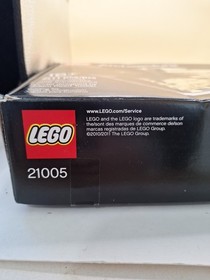 www.LEGO.com/Service
LEGO and the LEGO logo are trademarks of
the/sont des marques de commerce de/son
marcas registradas de LEGO Group.
©2010/2011 The LEGO Group.
LEGO
21005